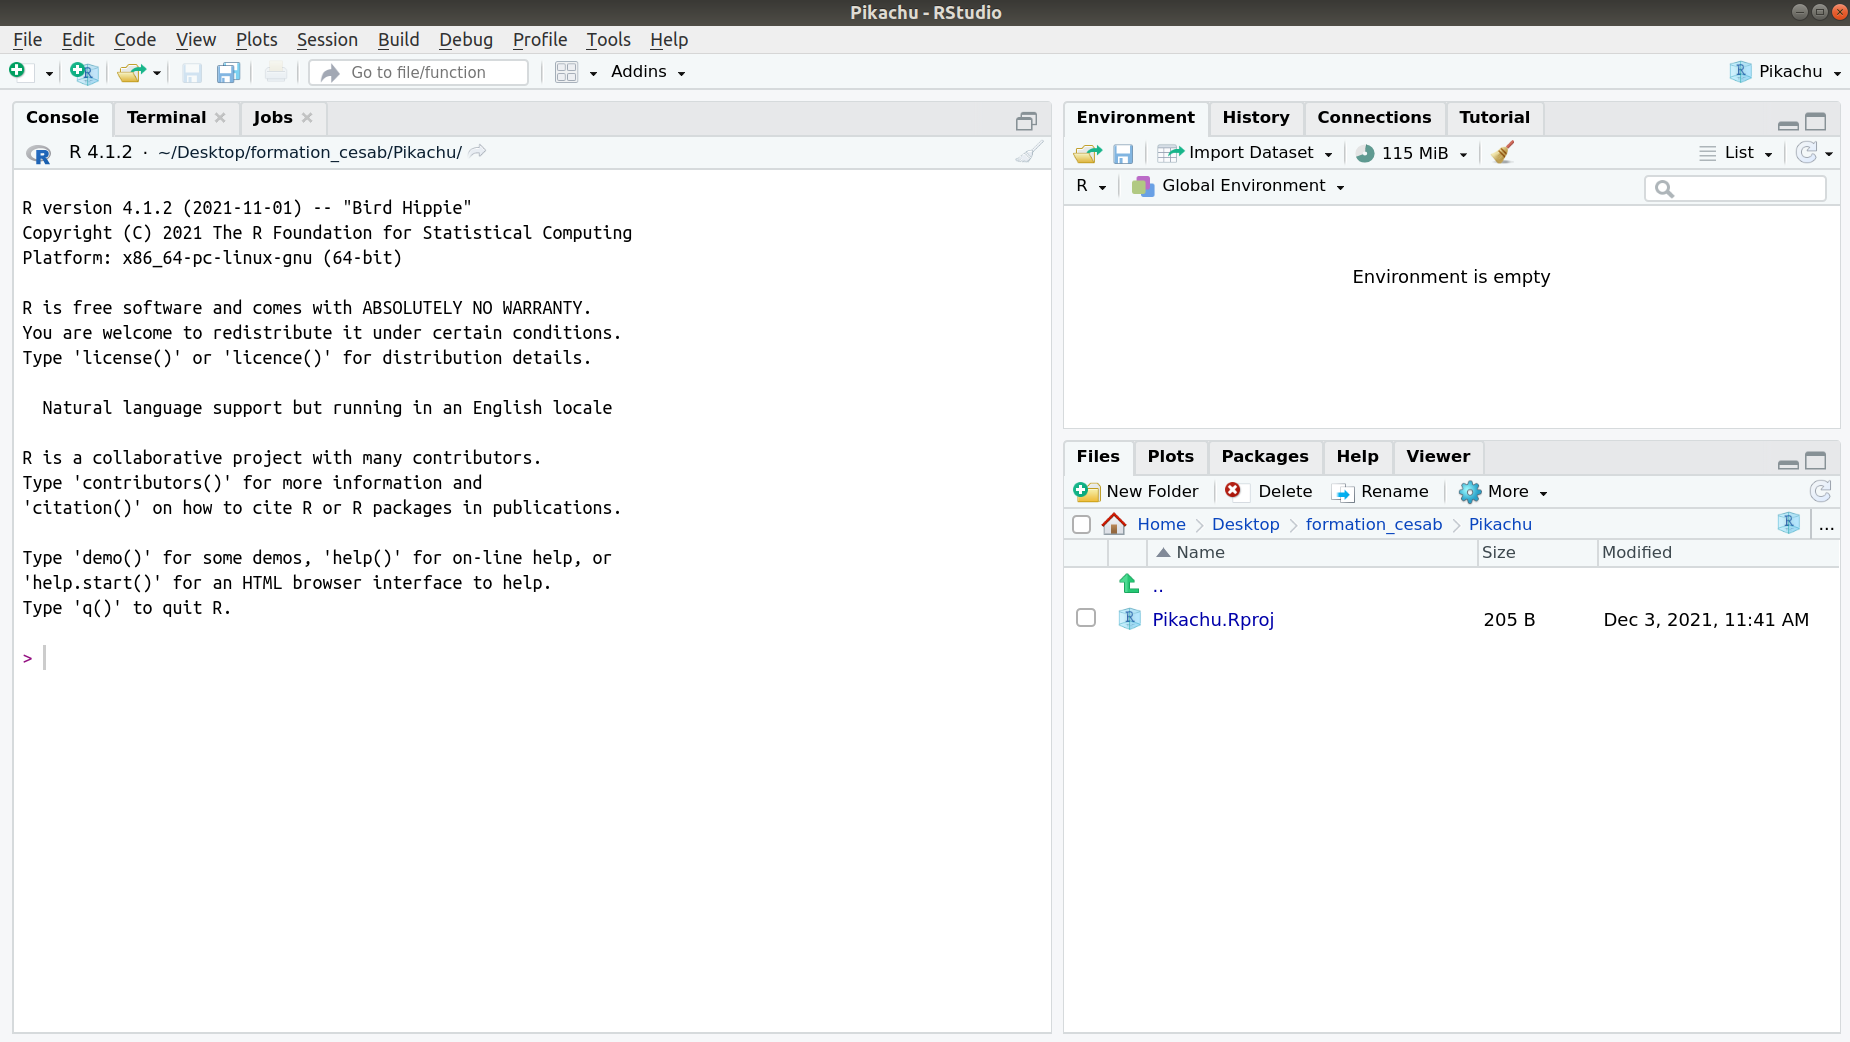 Pikachu - RStudio
File Edit Code View Plots Session Build Debug Profile Tools Help
Go to file/function Addins Pikachu
Console Terminal Jobs
R 4.1.2 · ~/Desktop/formation_cesab/Pikachu/
R version 4.1.2 (2021-11-01) -- "Bird Hippie"
Copyright (C) 2021 The R Foundation for Statistical Computing
Platform: x86_64-pc-linux-gnu (64-bit)
R is free software and comes with ABSOLUTELY NO WARRANTY.
You are welcome to redistribute it under certain conditions.
Type 'license()' or 'licence()' for distribution details.
Natural language support but running in an English locale
R is a collaborative project with many contributors.
Type 'contributors()' for more information and
'citation()' on how to cite R or R packages in publications.
Type 'demo()' for some demos, 'help()' for on-line help, or
'help.start()' for an HTML browser interface to help.
Type 'q()' to quit R.
>
Environment History Connections Tutorial
Import Dataset 115 MiB List
R Global Environment
Environment is empty
Files Plots Packages Help Viewer
New Folder Delete Rename More
Home Desktop formation_cesab Pikachu ...
Name Size Modified
..
Pikachu.Rproj 205 B Dec 3, 2021, 11:41 AM